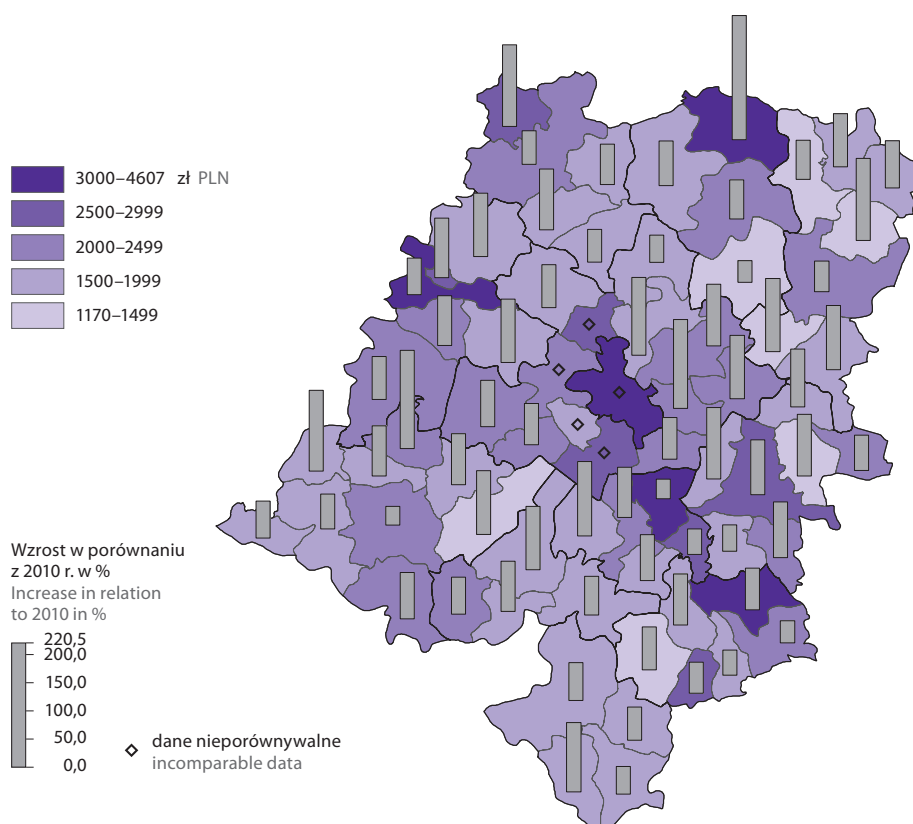 3000–4607 zł PLN
2500–2999
2000–2499
1500–1999
1170–1499
Wzrost w porównaniu
z 2010 r. w %
Increase in relation
to 2010 in %
220,5
200,0
150,0
100,0
50,0
0,0
dane nieporównywalne
incomparable data